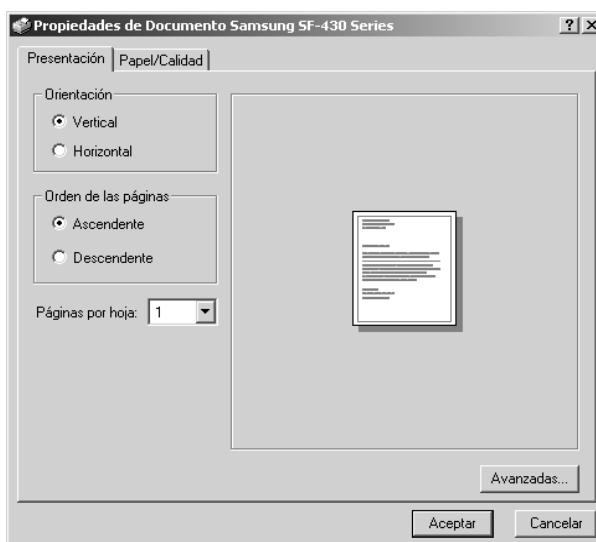 Propiedades de Documento Samsung SF-430 Series
Presentación Papel/Calidad
Orientación
Vertical
Horizontal
Orden de las páginas
Ascendente
Descendente
Páginas por hoja: 1
Avanzadas...
Aceptar Cancelar